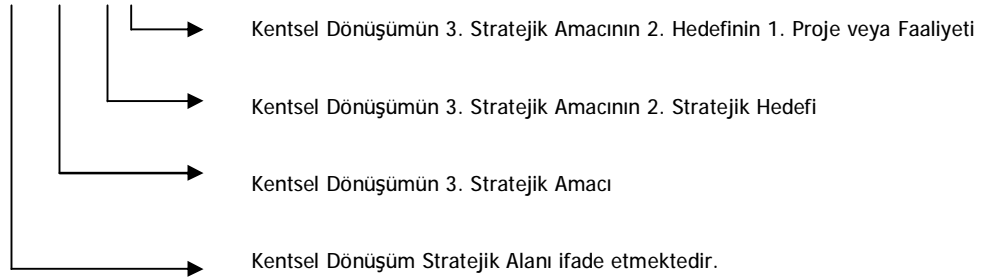 Kentsel Dönüşümün 3. Stratejik Amacının 2. Hedefinin 1. Proje veya Faaliyeti
Kentsel Dönüşümün 3. Stratejik Amacının 2. Stratejik Hedefi
Kentsel Dönüşümün 3. Stratejik Amacı
Kentsel Dönüşüm Stratejik Alanı ifade etmektedir.